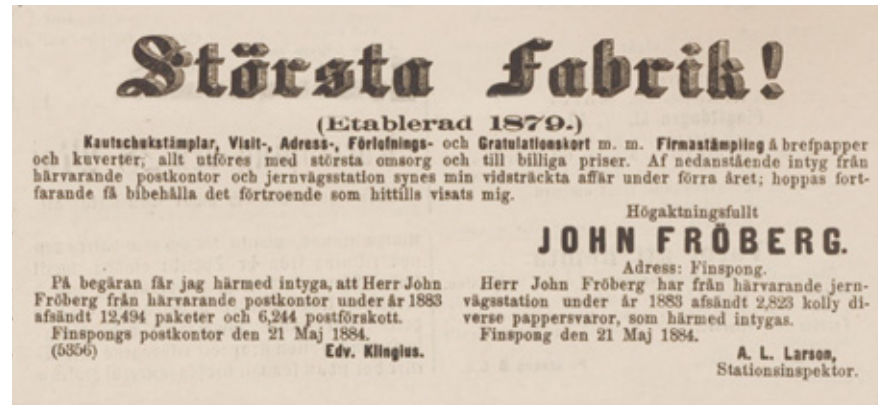 Största Fabrik!
(Etablerad 1879.)
Kautschukstämplar, Visit-, Adress-, Förlofnings- och Gratulationskort m. m. Firmastämpling å brefpapper
och kuverter, allt utföres med största omsorg och till billiga priser. Af nedanstående intyg från
härvarande postkontor och jernvägsstation synes min vidsträckta affär under förra året; hoppas fort-
farande få bibehålla det förtroende som hittills visats mig.
Högaktningsfullt
JOHN FRÖBERG.
Adress: Finspong.
På begäran får jag härmed intyga, att Herr John
Fröberg från härvarande postkontor under år 1883
afsändt 12,494 paketer och 6,244 postförskott.
Finspongs postkontor den 21 Maj 1884.
(5356) Edv. Klingius.
Herr John Fröberg har från härvarande jern-
vägsstation under år 1883 afsändt 2,823 kolly di-
verse pappersvaror, som härmed intygas.
Finspong den 21 Maj 1884.
A. L. Larson,
Stationsinspektor.